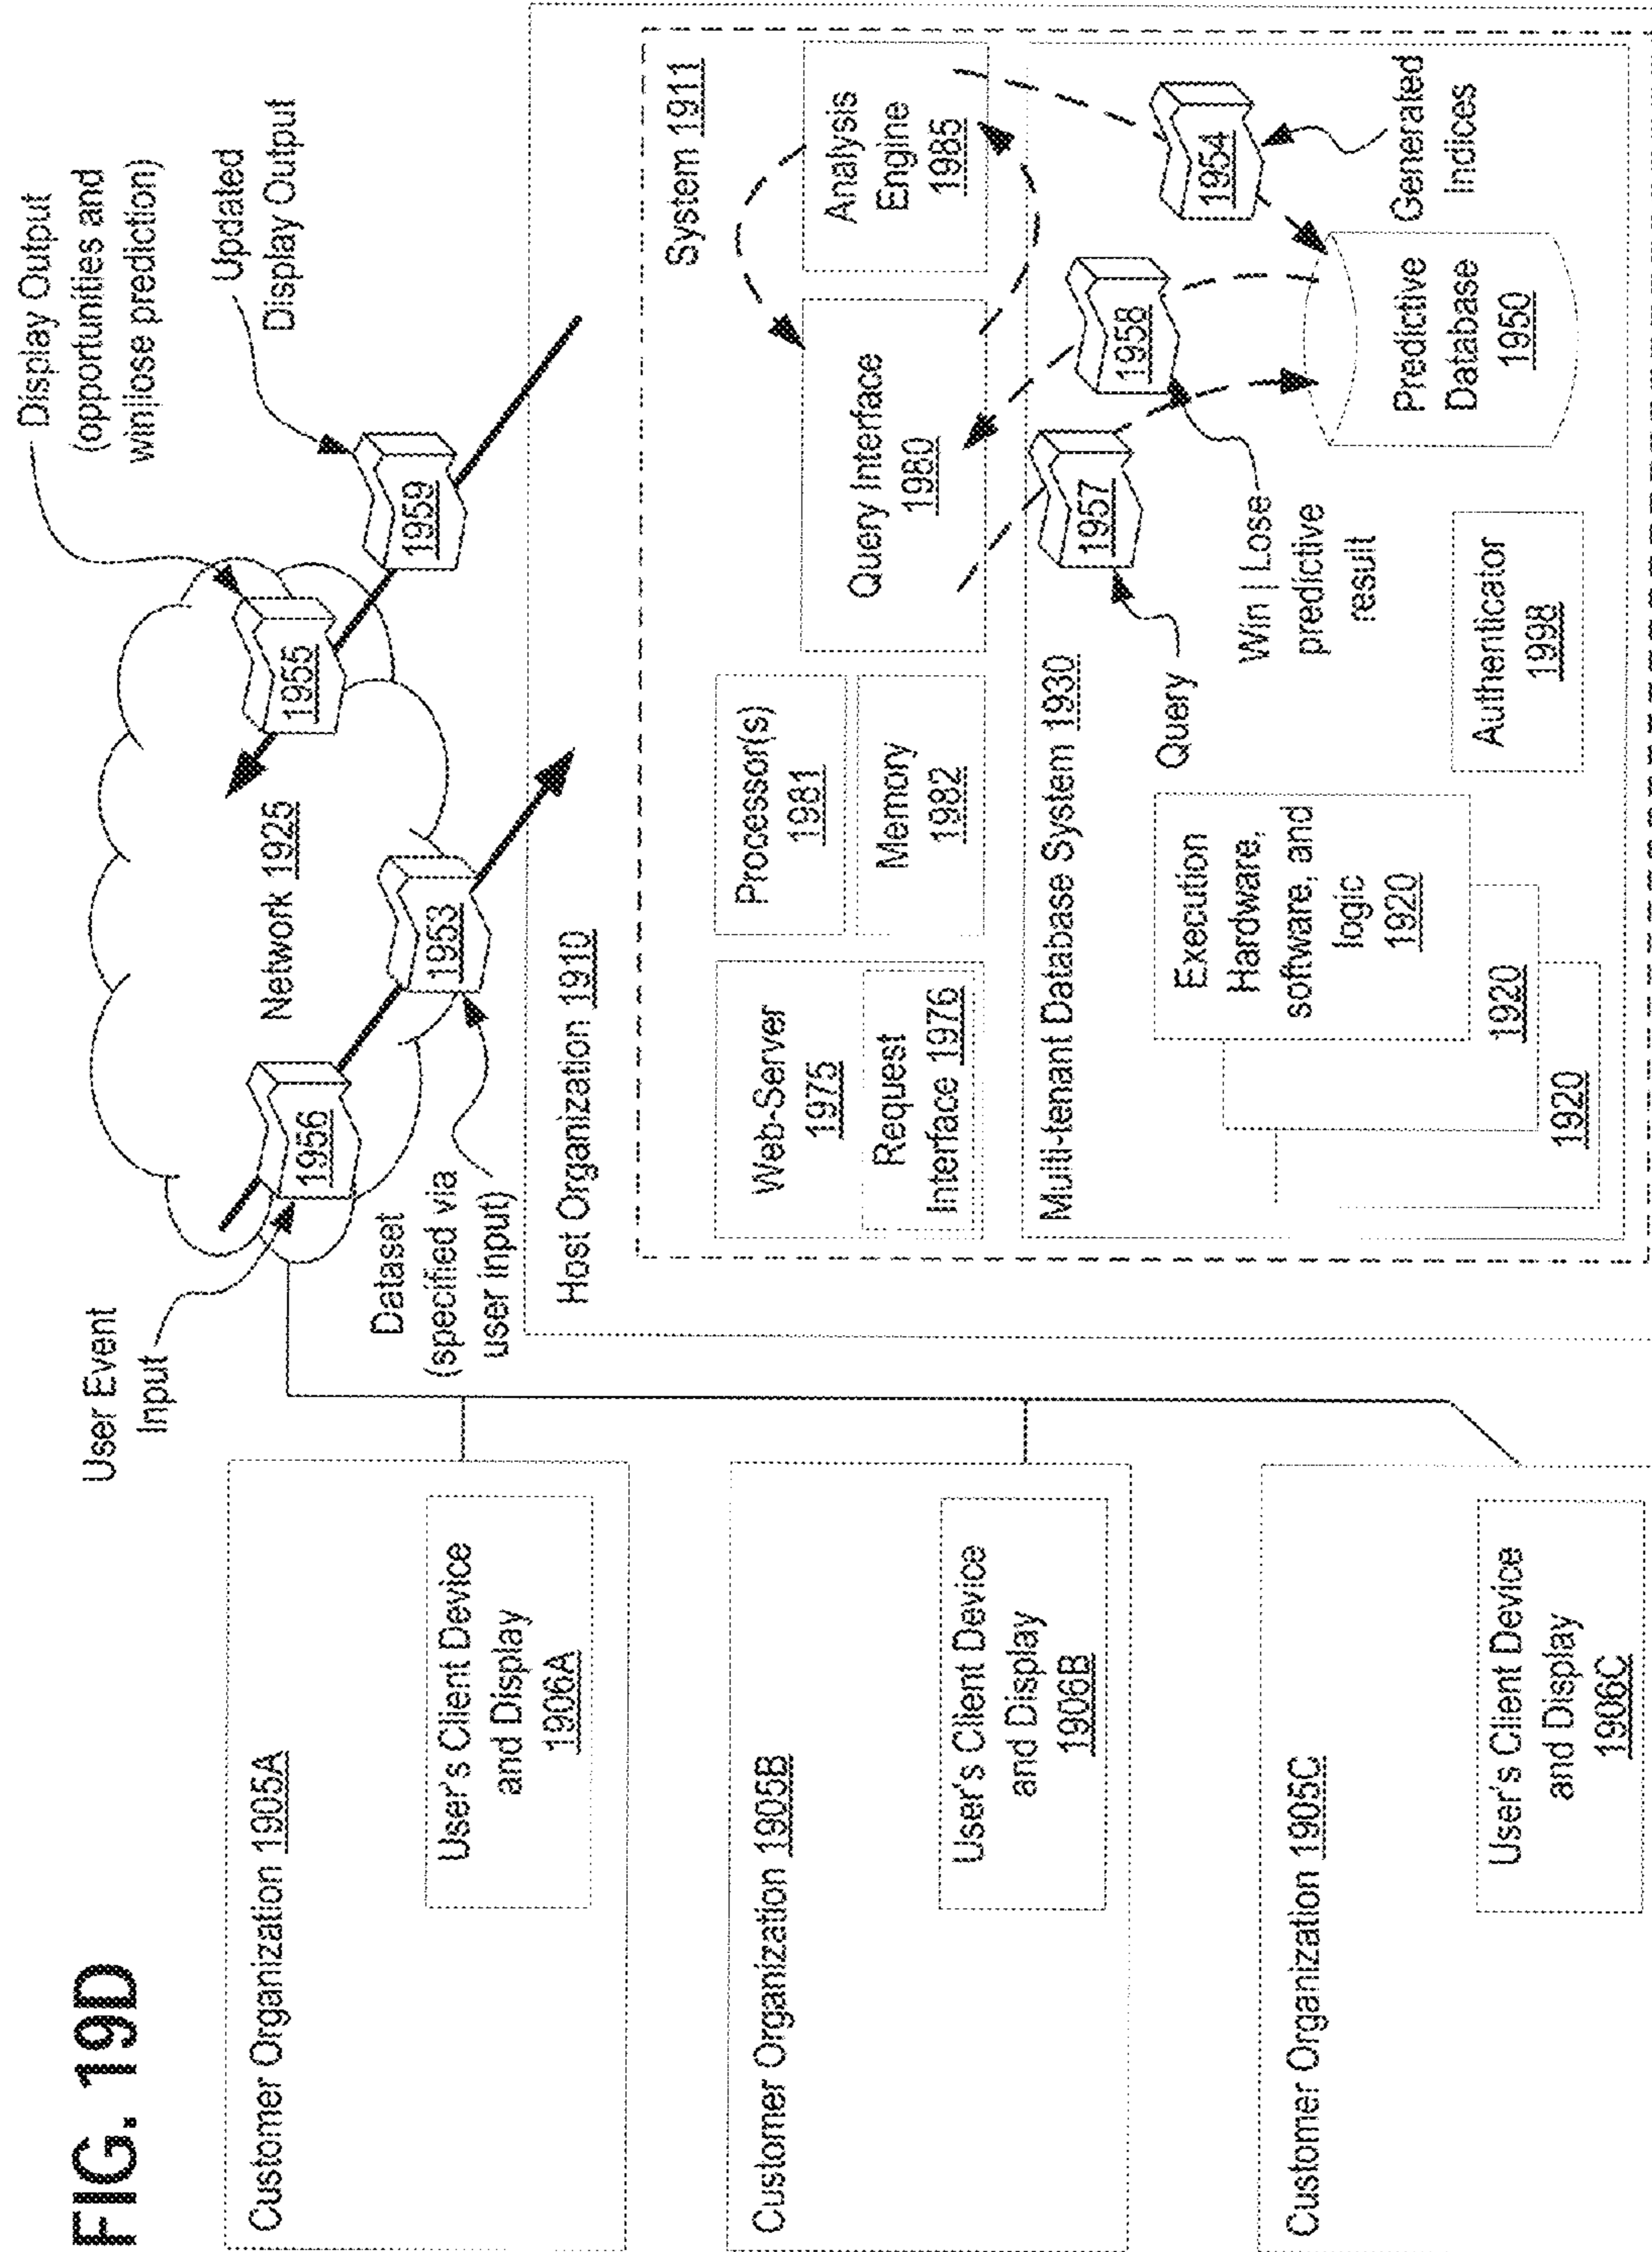 FIG. 19D
Customer Organization 1905A
User's Client Device
and Display
1906A
Customer Organization 1905B
User's Client Device
and Display
1906B
Customer Organization 1905C
User's Client Device
and Display
1906C
User Event
Input
1956
Network 1925
1953
Dataset
(specified via
user input)
1955
Display Output
(opportunities and
win|lose prediction)
1959
Updated
Display Output
Host Organization 1910
System 1911
Web-Server
1975
Request
Interface 1976
Processor(s)
1981
Memory
1982
Query Interface
1980
Analysis
Engine
1985
Multi-tenant Database System 1930
Execution
Hardware,
software, and
logic
1920
1920
1920
Query
1957
1958
Win | Lose
predictive
result
1954
Generated
Indices
Predictive
Database
1950
Authenticator
1998